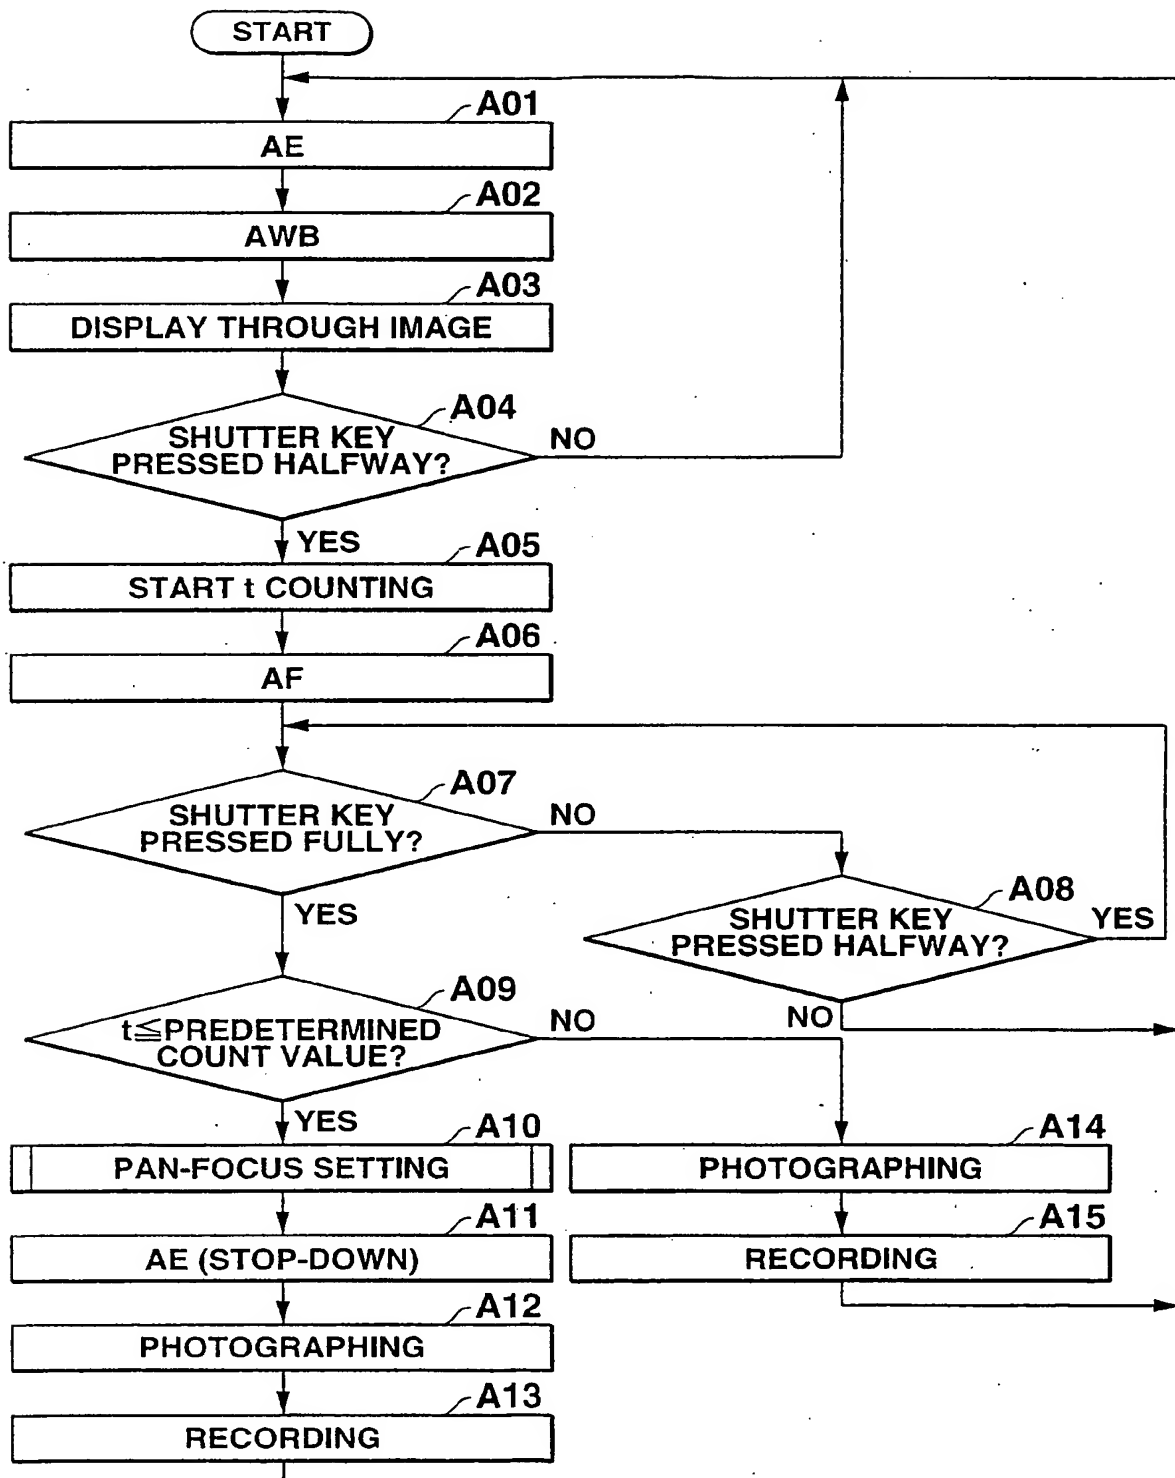 START
A01
AE
A02
AWB
A03
DISPLAY THROUGH IMAGE
A04
SHUTTER KEY
PRESSED HALFWAY?
NO
YES
A05
START t COUNTING
A06
AF
A07
SHUTTER KEY
PRESSED FULLY?
NO
YES
A08
SHUTTER KEY
PRESSED HALFWAY?
YES
NO
A09
t≦PREDETERMINED
COUNT VALUE?
NO
YES
A10
PAN-FOCUS SETTING
A14
PHOTOGRAPHING
A11
AE (STOP-DOWN)
A15
RECORDING
A12
PHOTOGRAPHING
A13
RECORDING